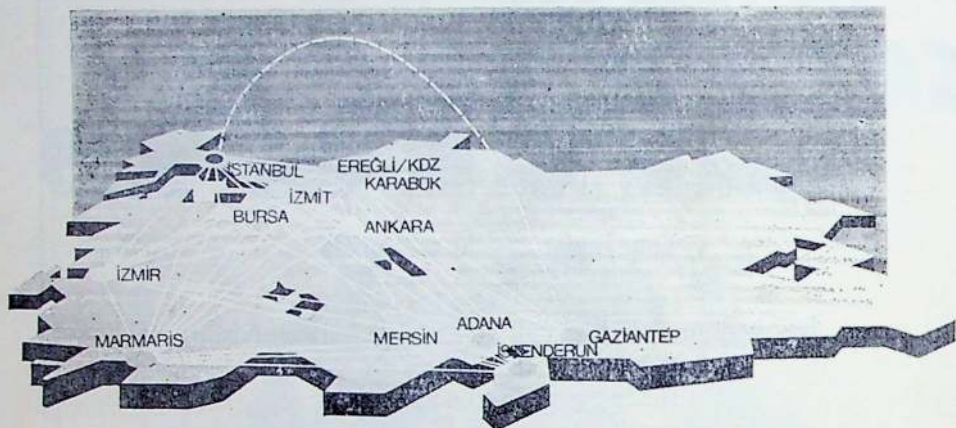 İSTANBUL
EREĞLİ/KDZ
KARABÜK
İZMİT
BURSA
ANKARA
İZMİR
ADANA
MARMARİS
MERSİN
GAZİANTEP
İSKENDERUN